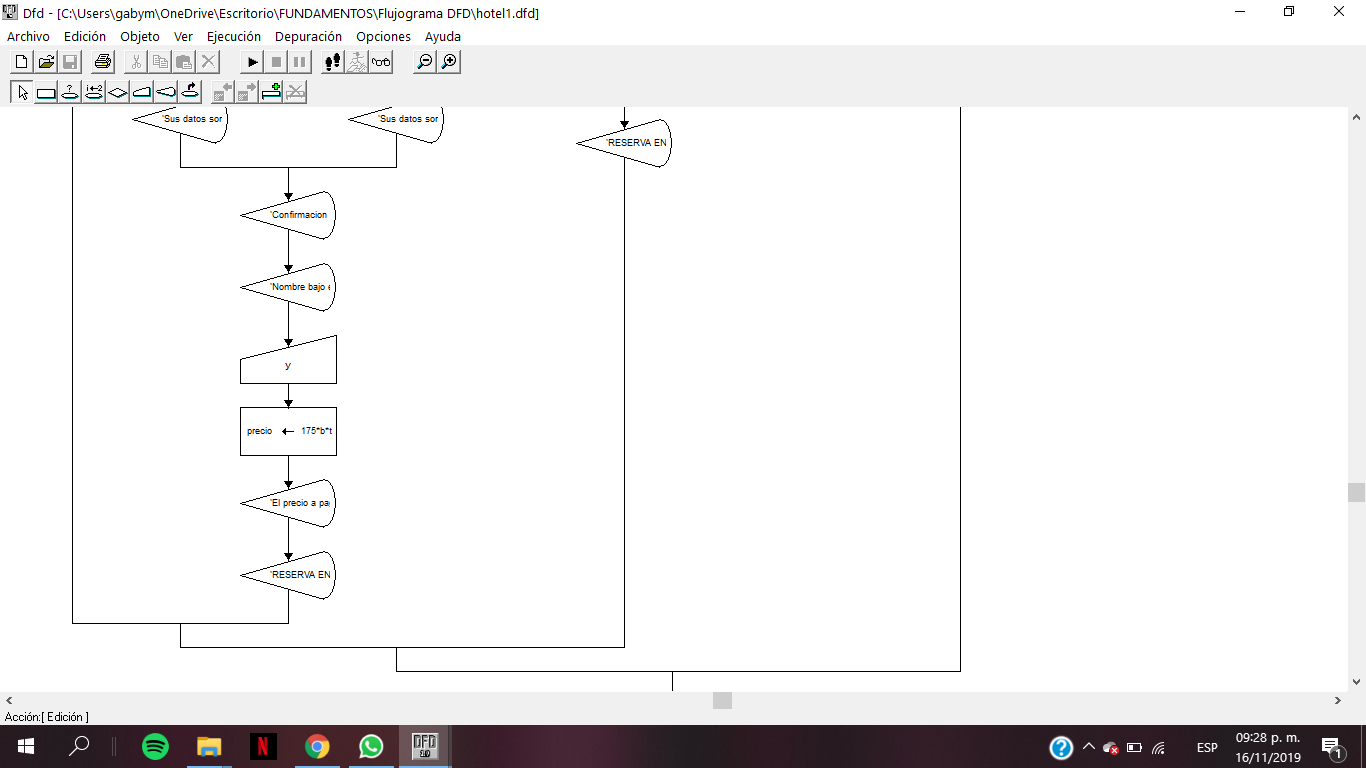 Dfd - [C:\Users\gabym\OneDrive\Escritorio\FUNDAMENTOS\Flujograma DFD\hotel1.dfd]
Archivo Edición Objeto Ver Ejecución Depuración Opciones Ayuda
'Sus datos sor 'Sus datos sor
'RESERVA EN
'Confirmacion
'Nombre bajo e
y
precio ← 175*b*t
'El precio a pa
'RESERVA EN
Acción:[ Edición ]
DFD
ESP
09:28 p. m.
16/11/2019
1